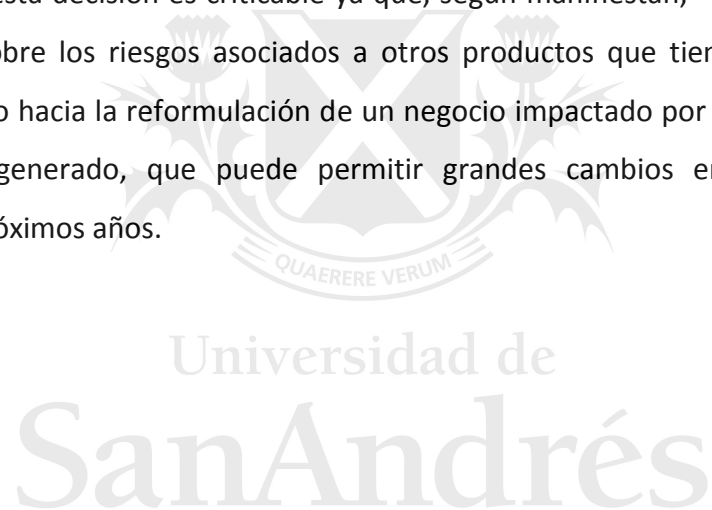 esta decisión es criticable ya que, según manifiestan,
sobre los riesgos asociados a otros productos que tien
o hacia la reformulación de un negocio impactado por
generado, que puede permitir grandes cambios en
óximos años.
QUAERERE VERUM
Universidad de
SanAndrés